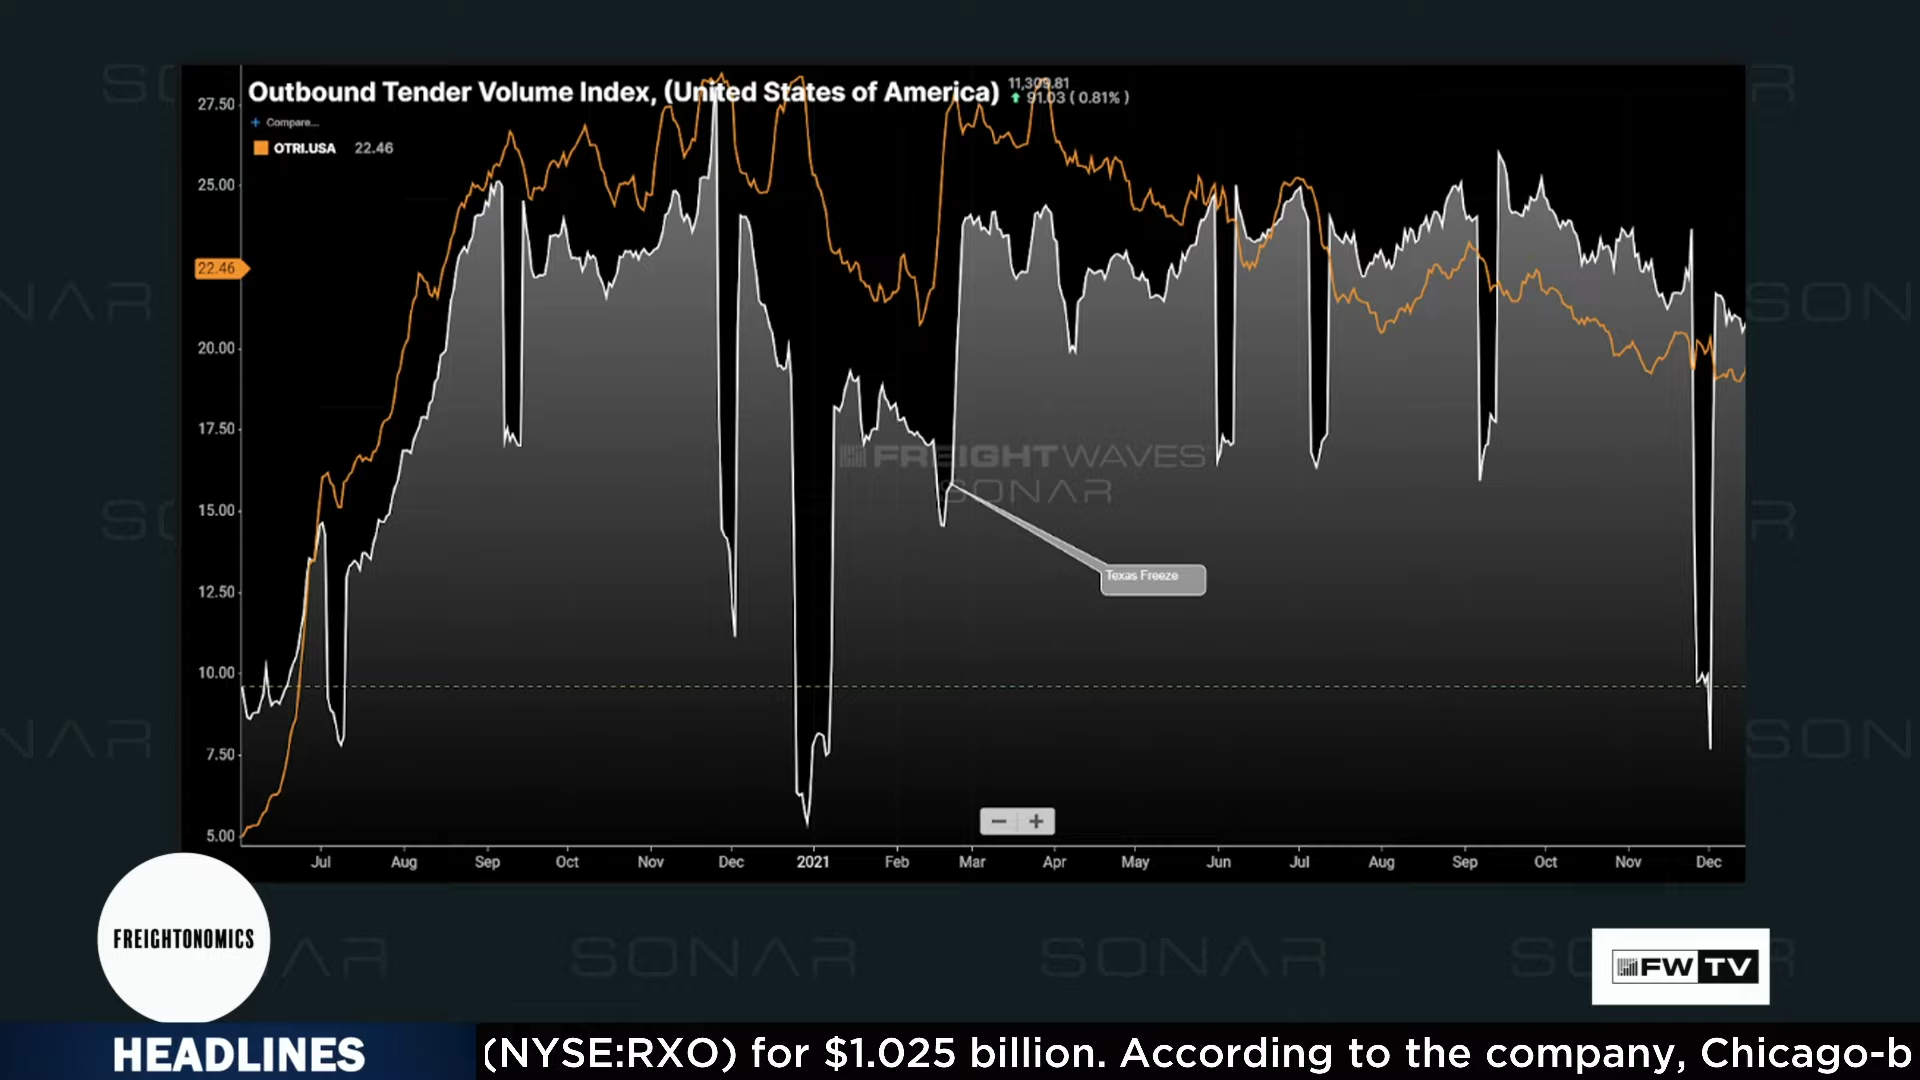 Outbound Tender Volume Index, (United States of America)
11,309.81
91.03 ( 0.81% )
+ Compare...
OTRI.USA 22.46
27.50
25.00
22.46
20.00
17.50
15.00
12.50
10.00
7.50
5.00
FREIGHTWAVES
SONAR
Texas Freeze
− +
Jul Aug Sep Oct Nov Dec 2021 Feb Mar Apr May Jun Jul Aug Sep Oct Nov Dec
FREIGHTONOMICS
SONAR SONAR
FW TV
HEADLINES
(NYSE:RXO) for $1.025 billion. According to the company, Chicago-b